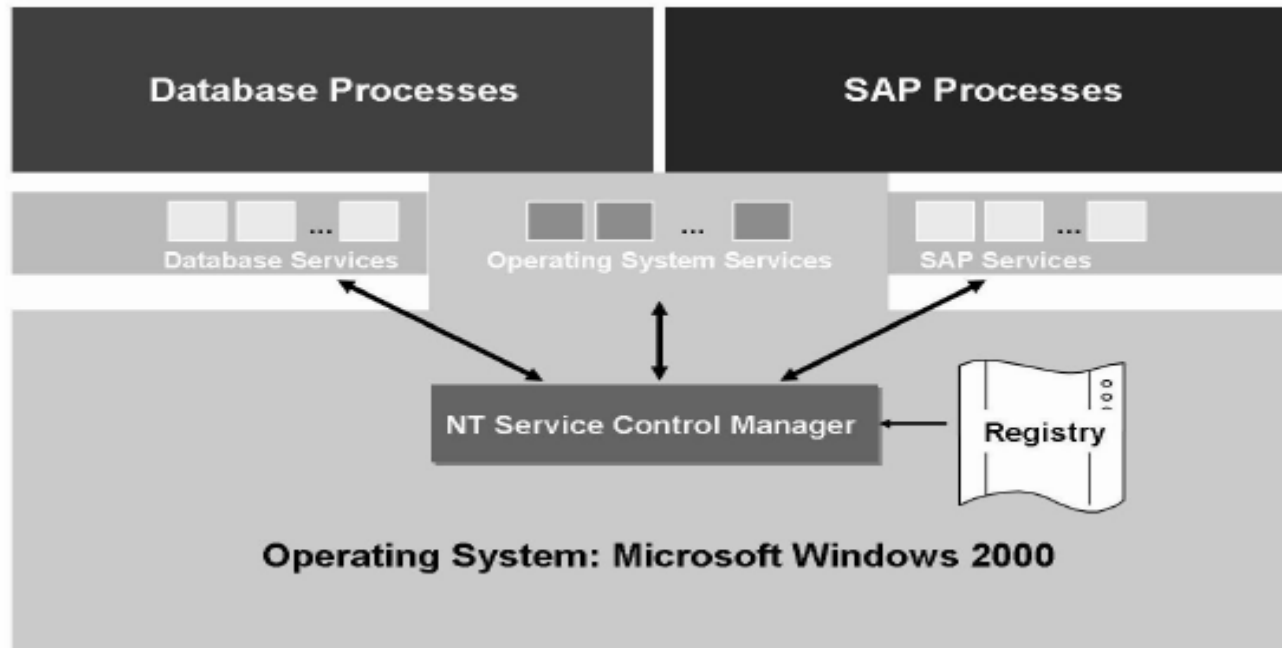 Database Processes
SAP Processes
...
...
...
Database Services
Operating System Services
SAP Services
NT Service Control Manager
Registry
Operating System: Microsoft Windows 2000